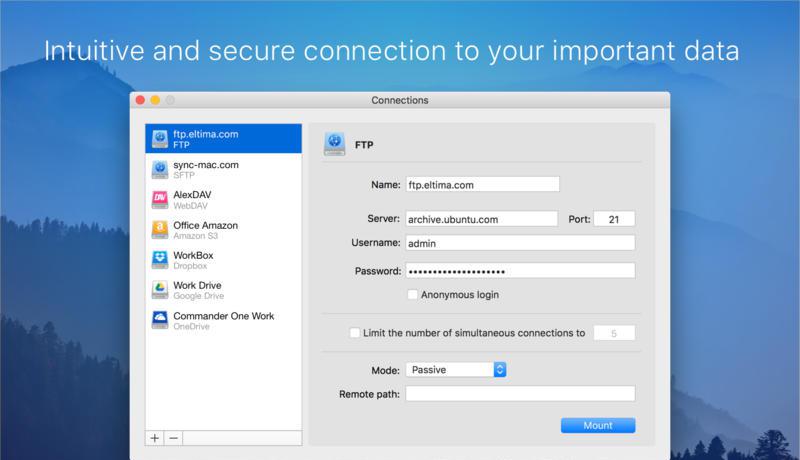 Intuitive and secure connection to your important data
Connections
ftp.eltima.com
FTP
sync-mac.com
SFTP
DAV
AlexDAV
WebDAV
a
Office Amazon
Amazon S3
WorkBox
Dropbox
Work Drive
Google Drive
Commander One Work
OneDrive
FTP
Name: ftp.eltima.com
Server: archive.ubuntu.com Port: 21
Username: admin
Password: ••••••••••••••••••••
Anonymous login
Limit the number of simultaneous connections to 5
Mode: Passive
Remote path:
Mount